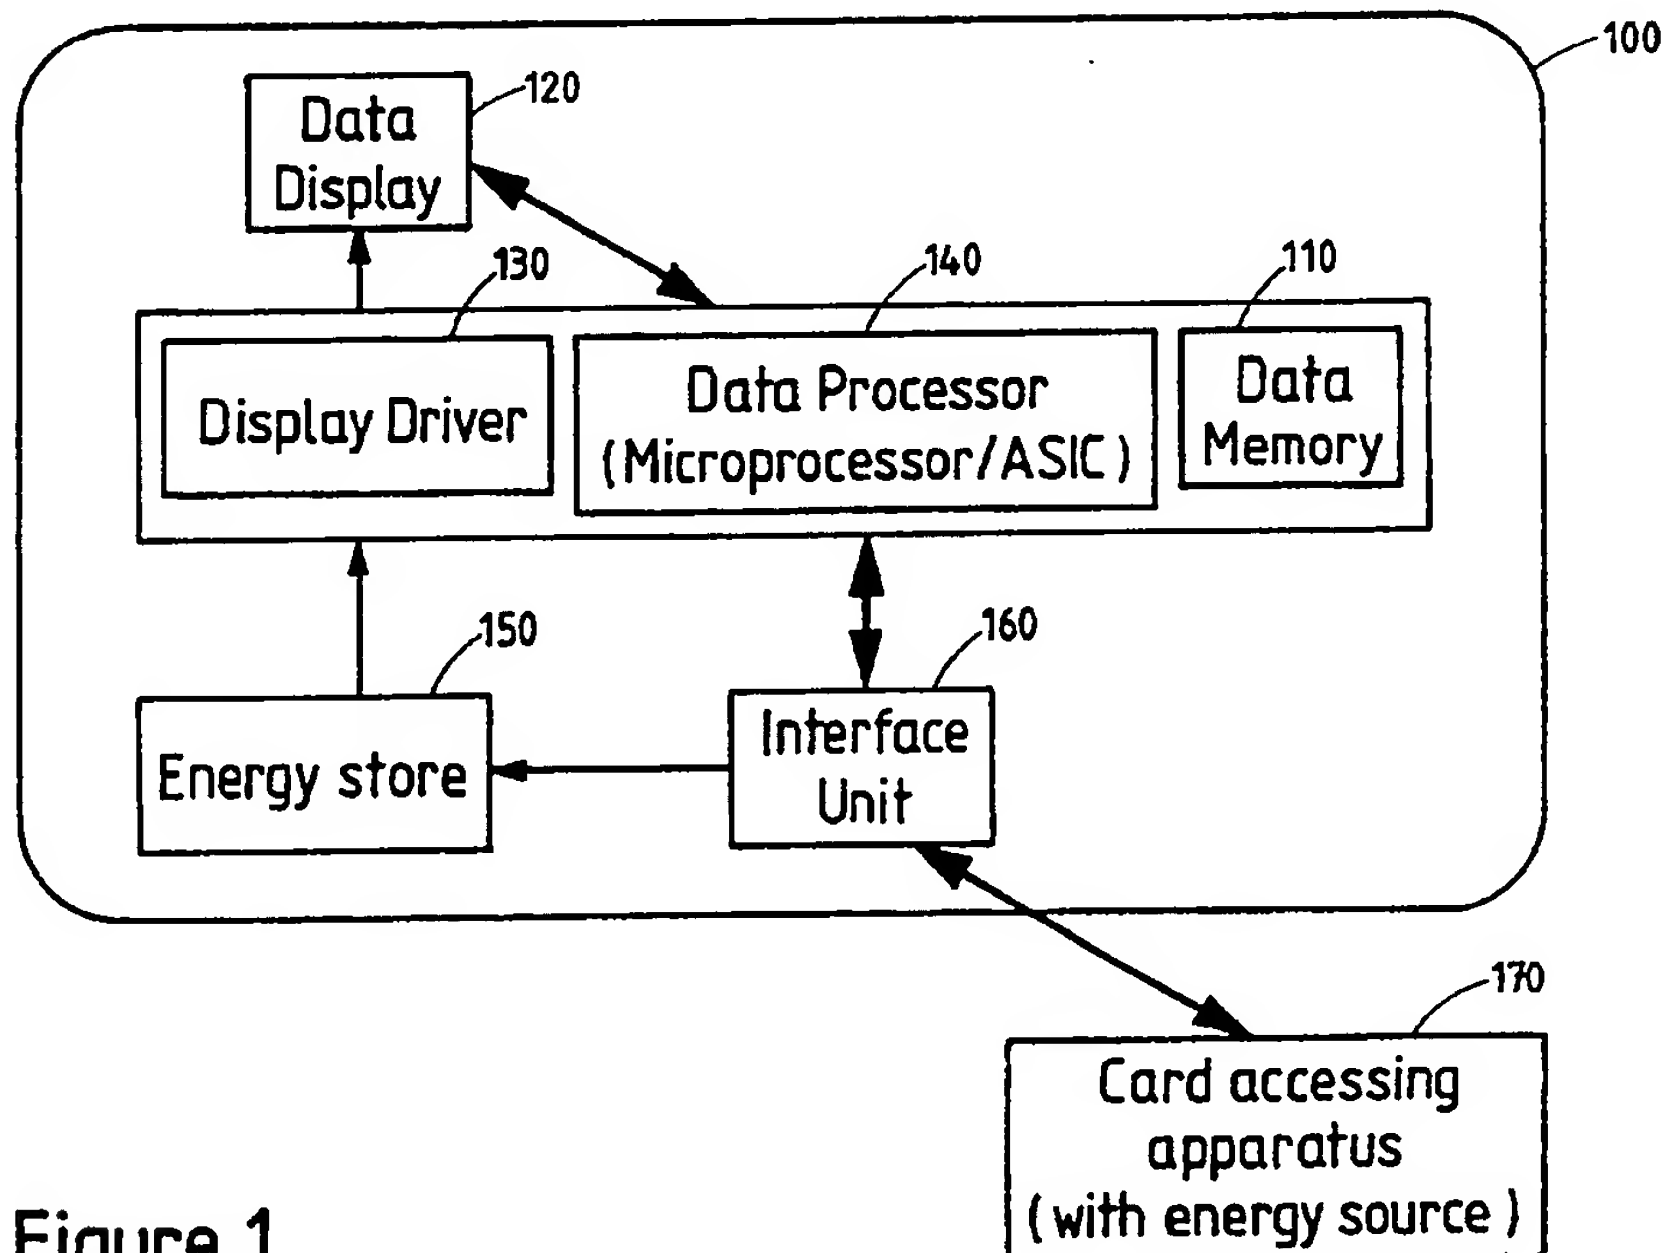 100
120
Data
Display
130
140
110
Display Driver
Data Processor
(Microprocessor/ASIC)
Data
Memory
150
160
Energy store
Interface
Unit
170
Card accessing
apparatus
(with energy source)
Figure 1